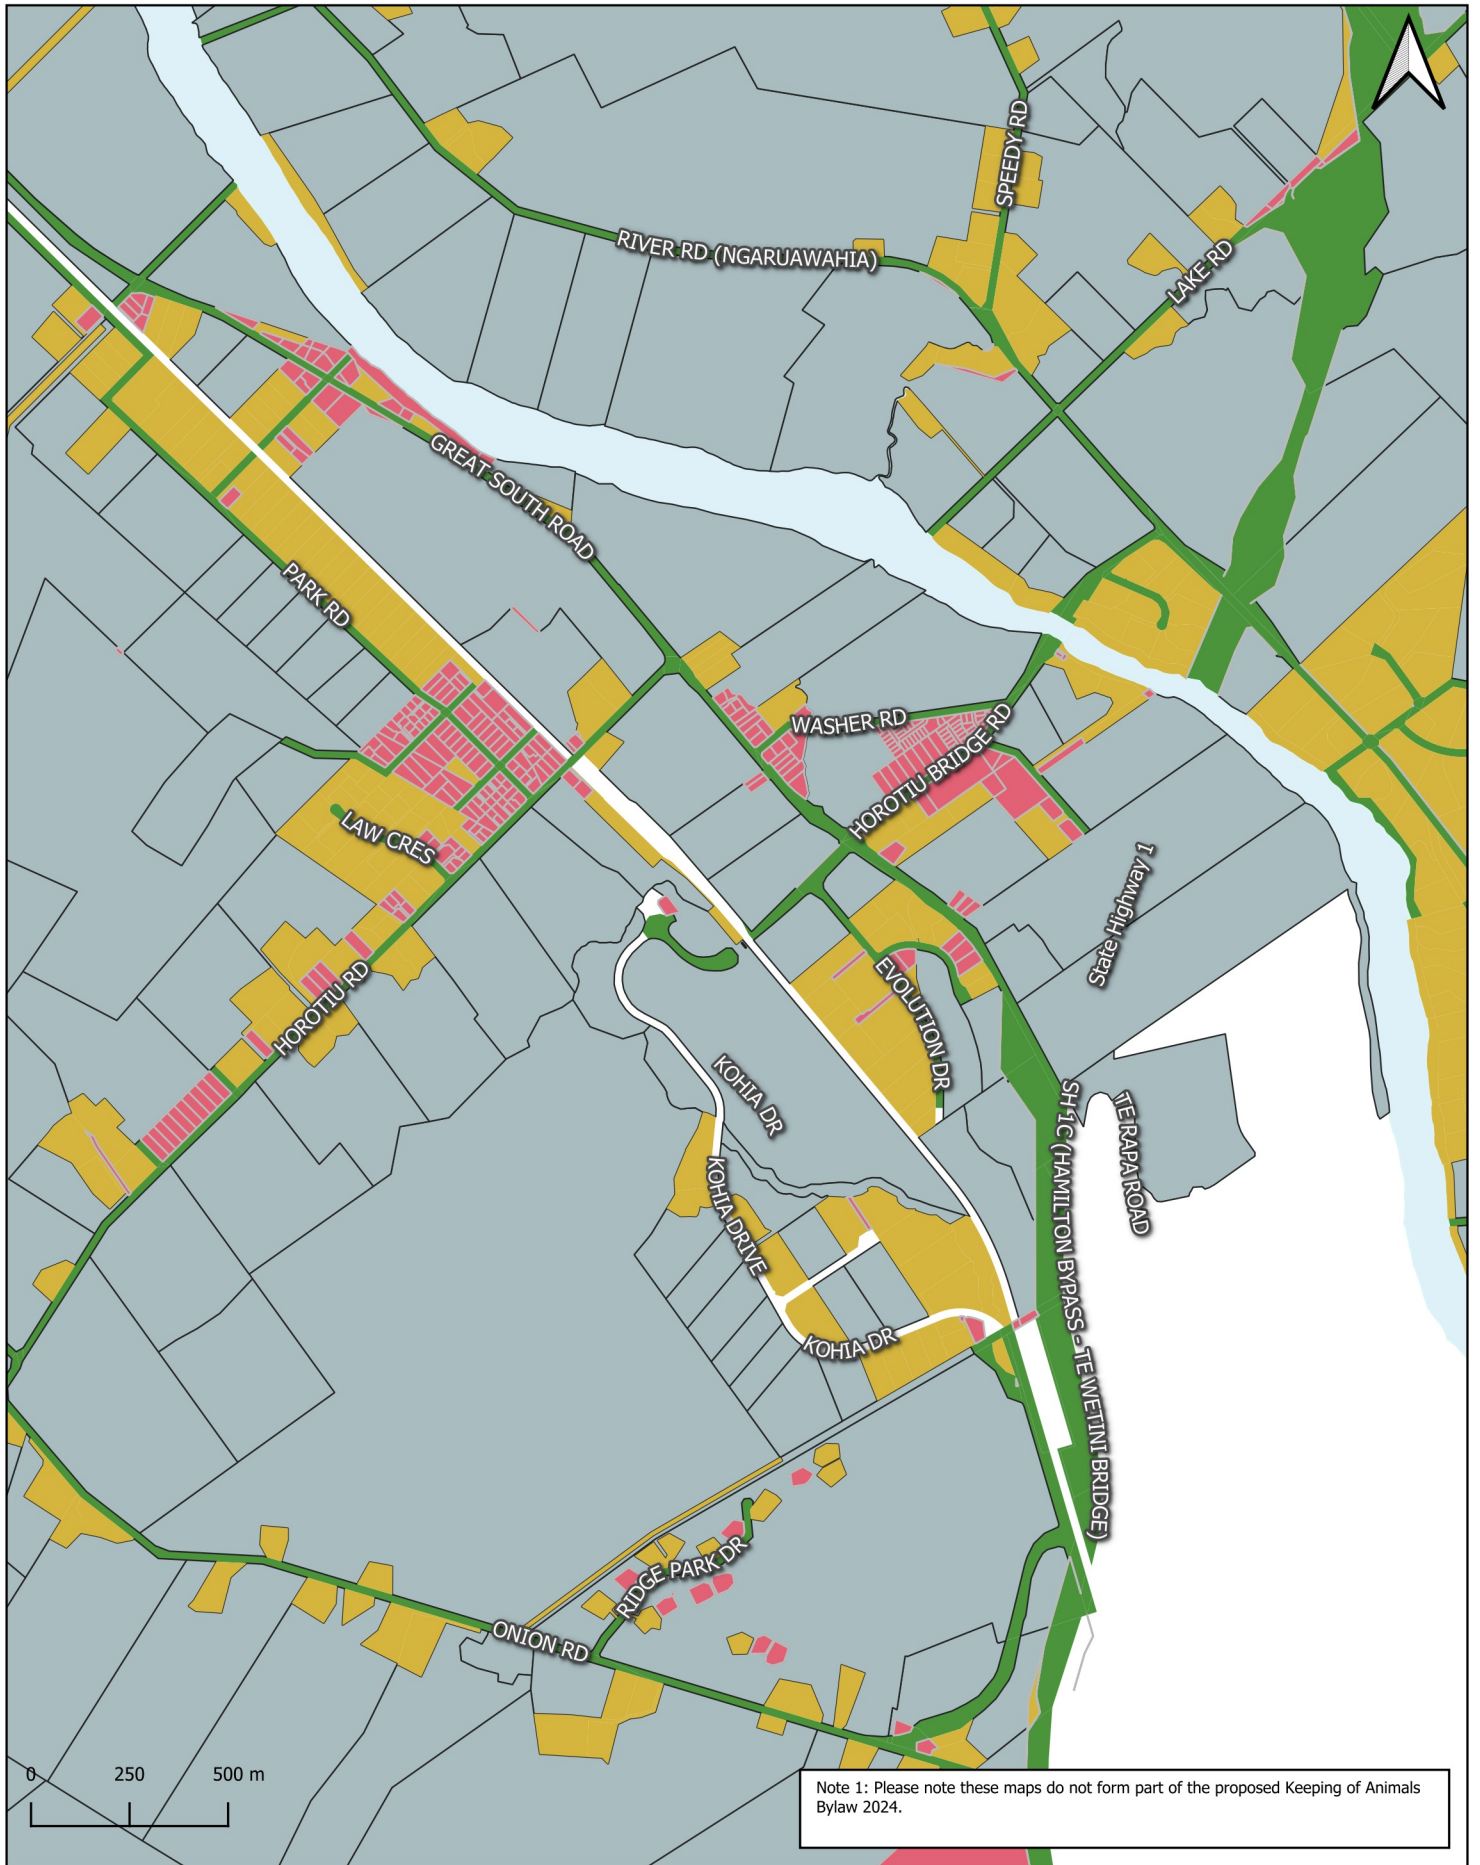 SPEEDY RD
RIVER RD (NGARUAWAHIA)
LAKE RD
GREAT SOUTH ROAD
PARK RD
WASHER RD
HOROTIU BRIDGE RD
LAW CRES
State Highway 1
HOROTIU RD
EVOLUTION DR
KOHIA DR
SH 1C (HAMILTON BYPASS - TE WETINI BRIDGE)
TE RAPA ROAD
KOHIA DRIVE
KOHIA DR
RIDGE PARK DR
ONION RD
0 250 500 m
Note 1: Please note these maps do not form part of the proposed Keeping of Animals
Bylaw 2024.